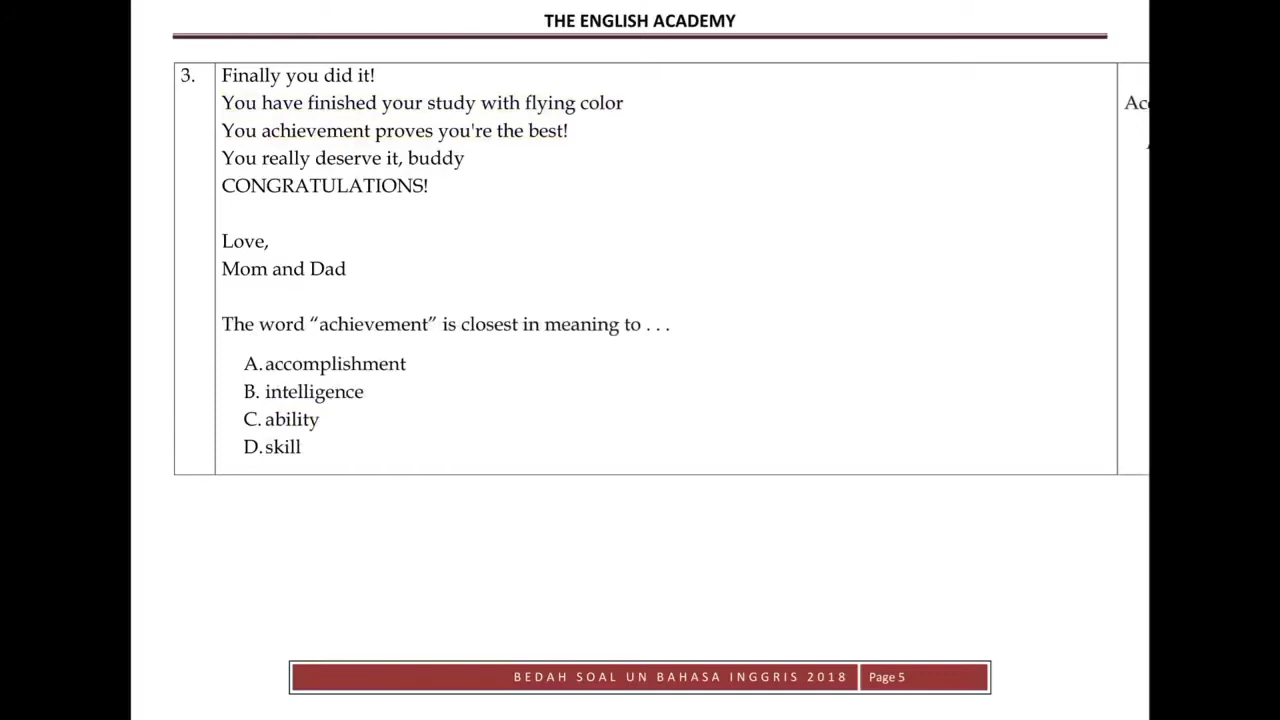 THE ENGLISH ACADEMY
3.
Finally you did it!
You have finished your study with flying color
You achievement proves you're the best!
You really deserve it, buddy
CONGRATULATIONS!
Love,
Mom and Dad
The word “achievement” is closest in meaning to . . .
A. accomplishment
B. intelligence
C. ability
D. skill
BEDAH SOAL UN BAHASA INGGRIS 2018
Page 5